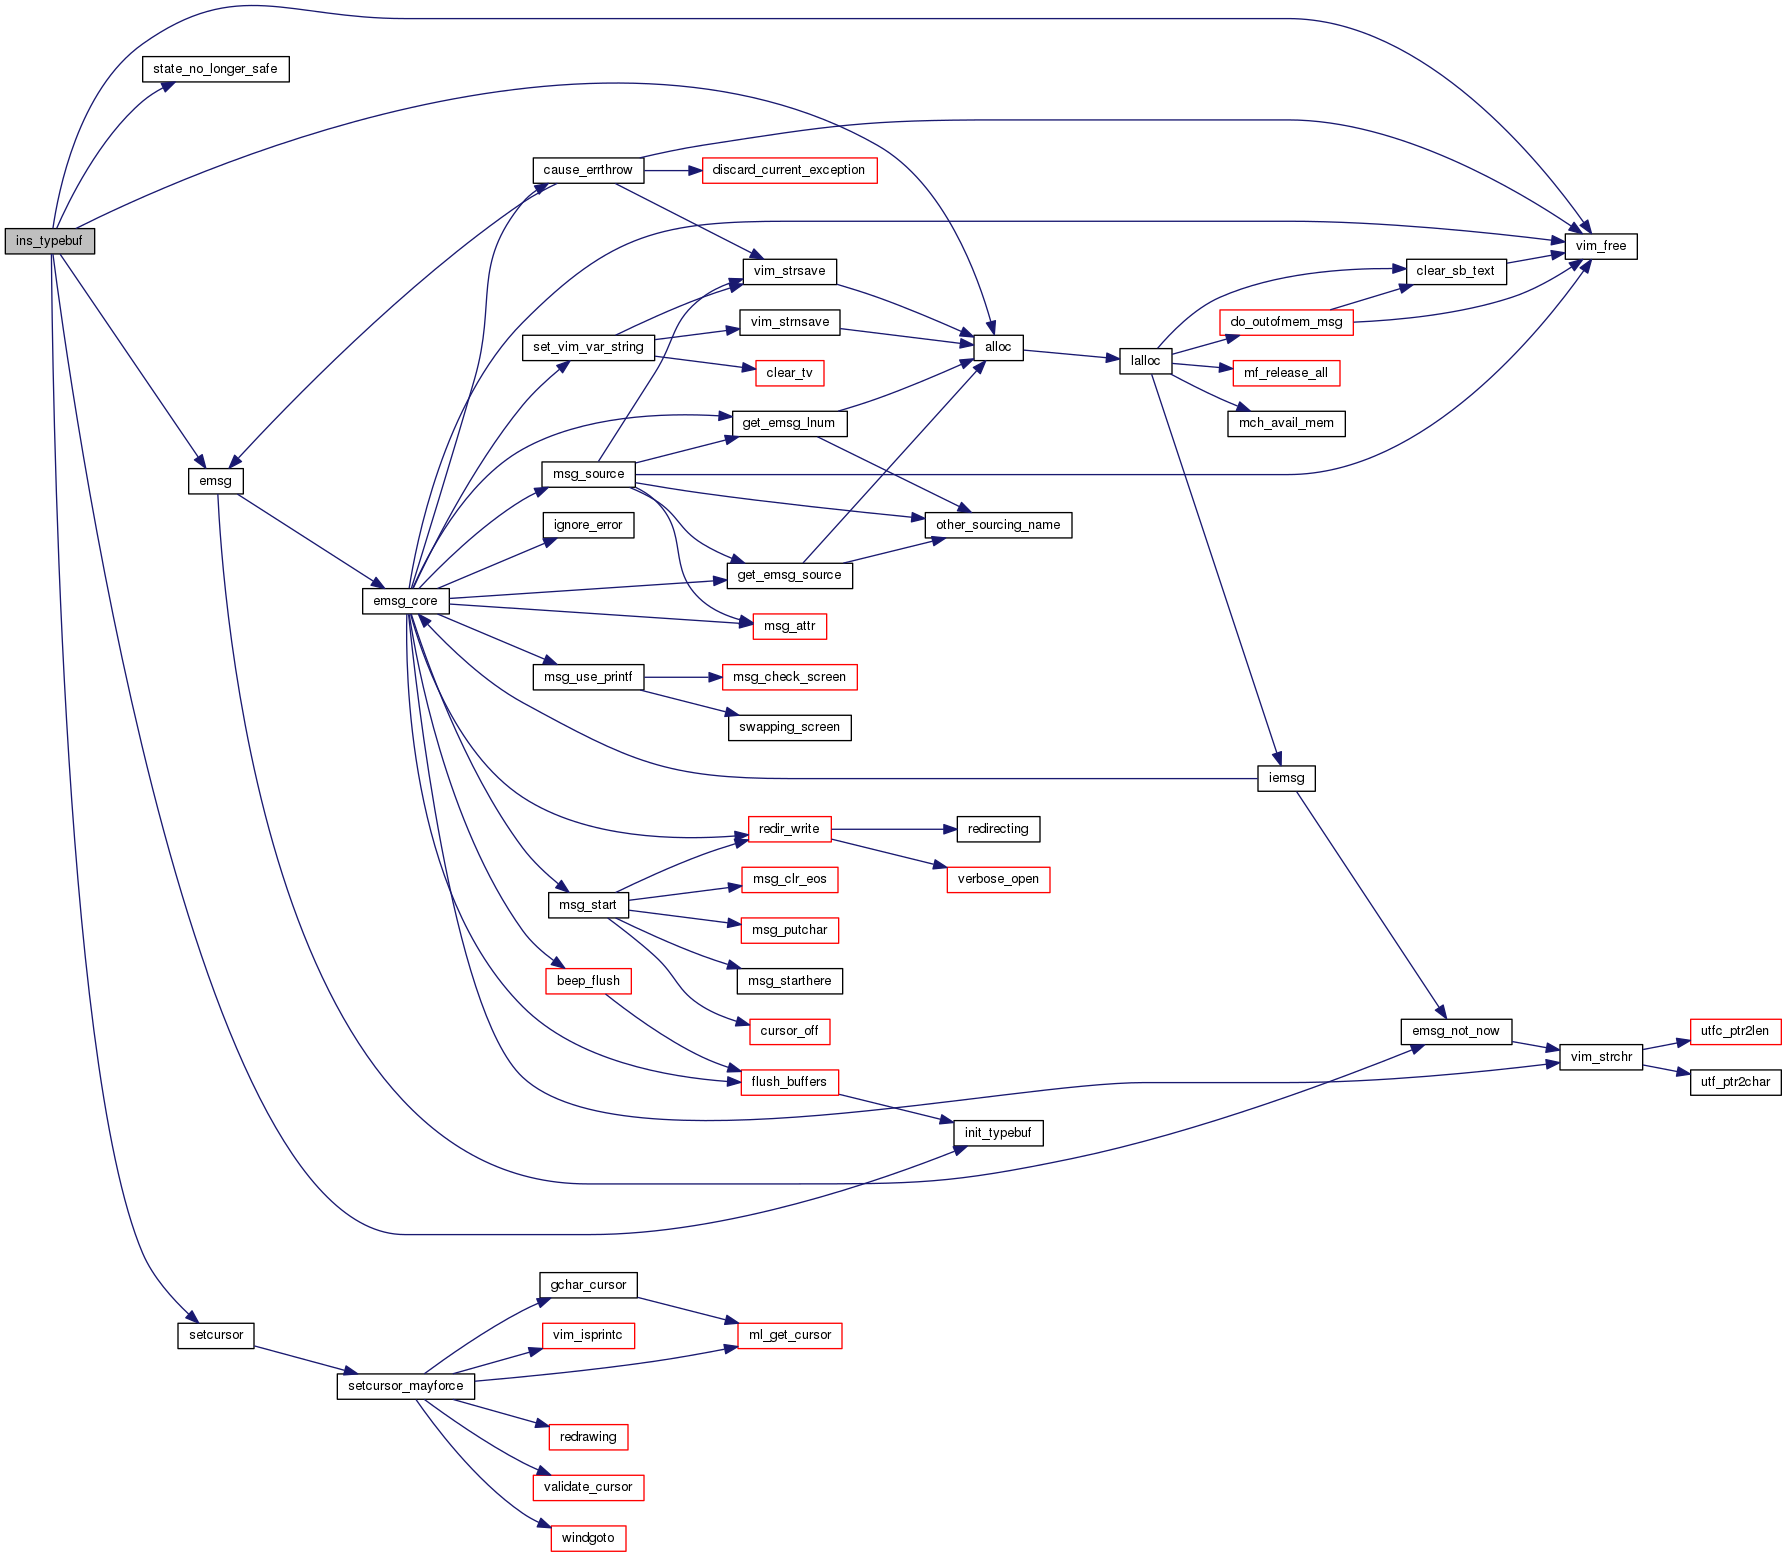 state_no_longer_safe
cause_errthrow
discard_current_exception
ins_typebuf
vim_free
vim_strsave
clear_sb_text
vim_strnsave
do_outofmem_msg
set_vim_var_string
alloc
lalloc
clear_tv
mf_release_all
get_emsg_lnum
mch_avail_mem
emsg
msg_source
ignore_error
other_sourcing_name
get_emsg_source
emsg_core
msg_attr
msg_use_printf
msg_check_screen
swapping_screen
iemsg
redir_write
redirecting
msg_clr_eos
verbose_open
msg_start
msg_putchar
beep_flush
msg_starthere
cursor_off
emsg_not_now
utfc_ptr2len
vim_strchr
flush_buffers
utf_ptr2char
init_typebuf
gchar_cursor
setcursor
vim_isprintc
ml_get_cursor
setcursor_mayforce
redrawing
validate_cursor
windgoto